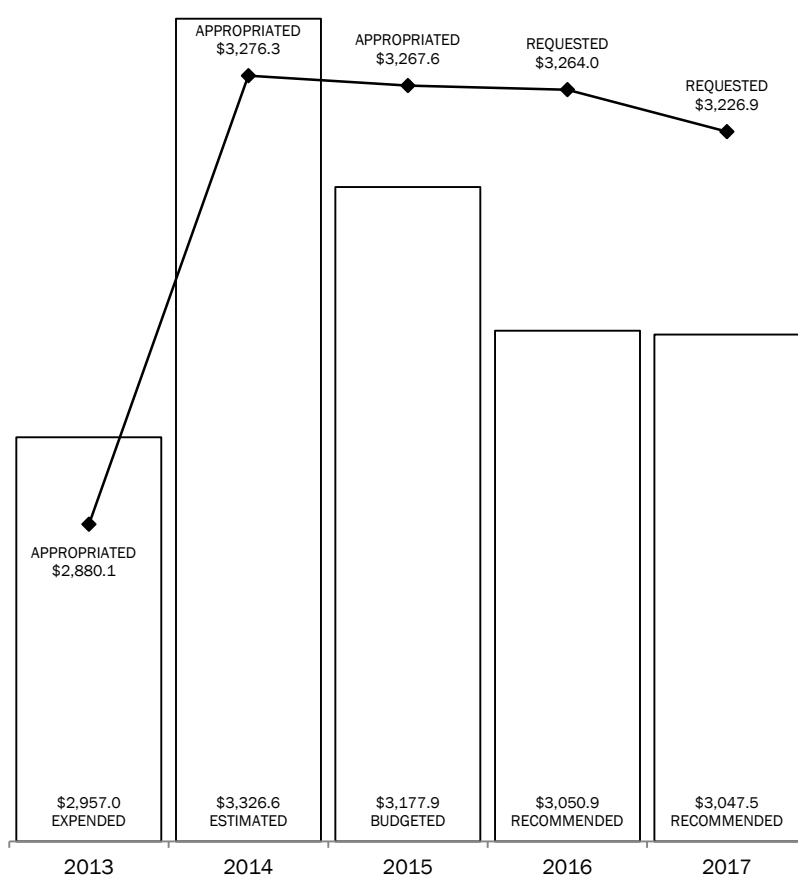 APPROPRIATED
$3,276.3
APPROPRIATED
$3,267.6
REQUESTED
$3,264.0
REQUESTED
$3,226.9
APPROPRIATED
$2,880.1
$2,957.0
EXPENDED
$3,326.6
ESTIMATED
$3,177.9
BUDGETED
$3,050.9
RECOMMENDED
$3,047.5
RECOMMENDED
2013
2014
2015
2016
2017